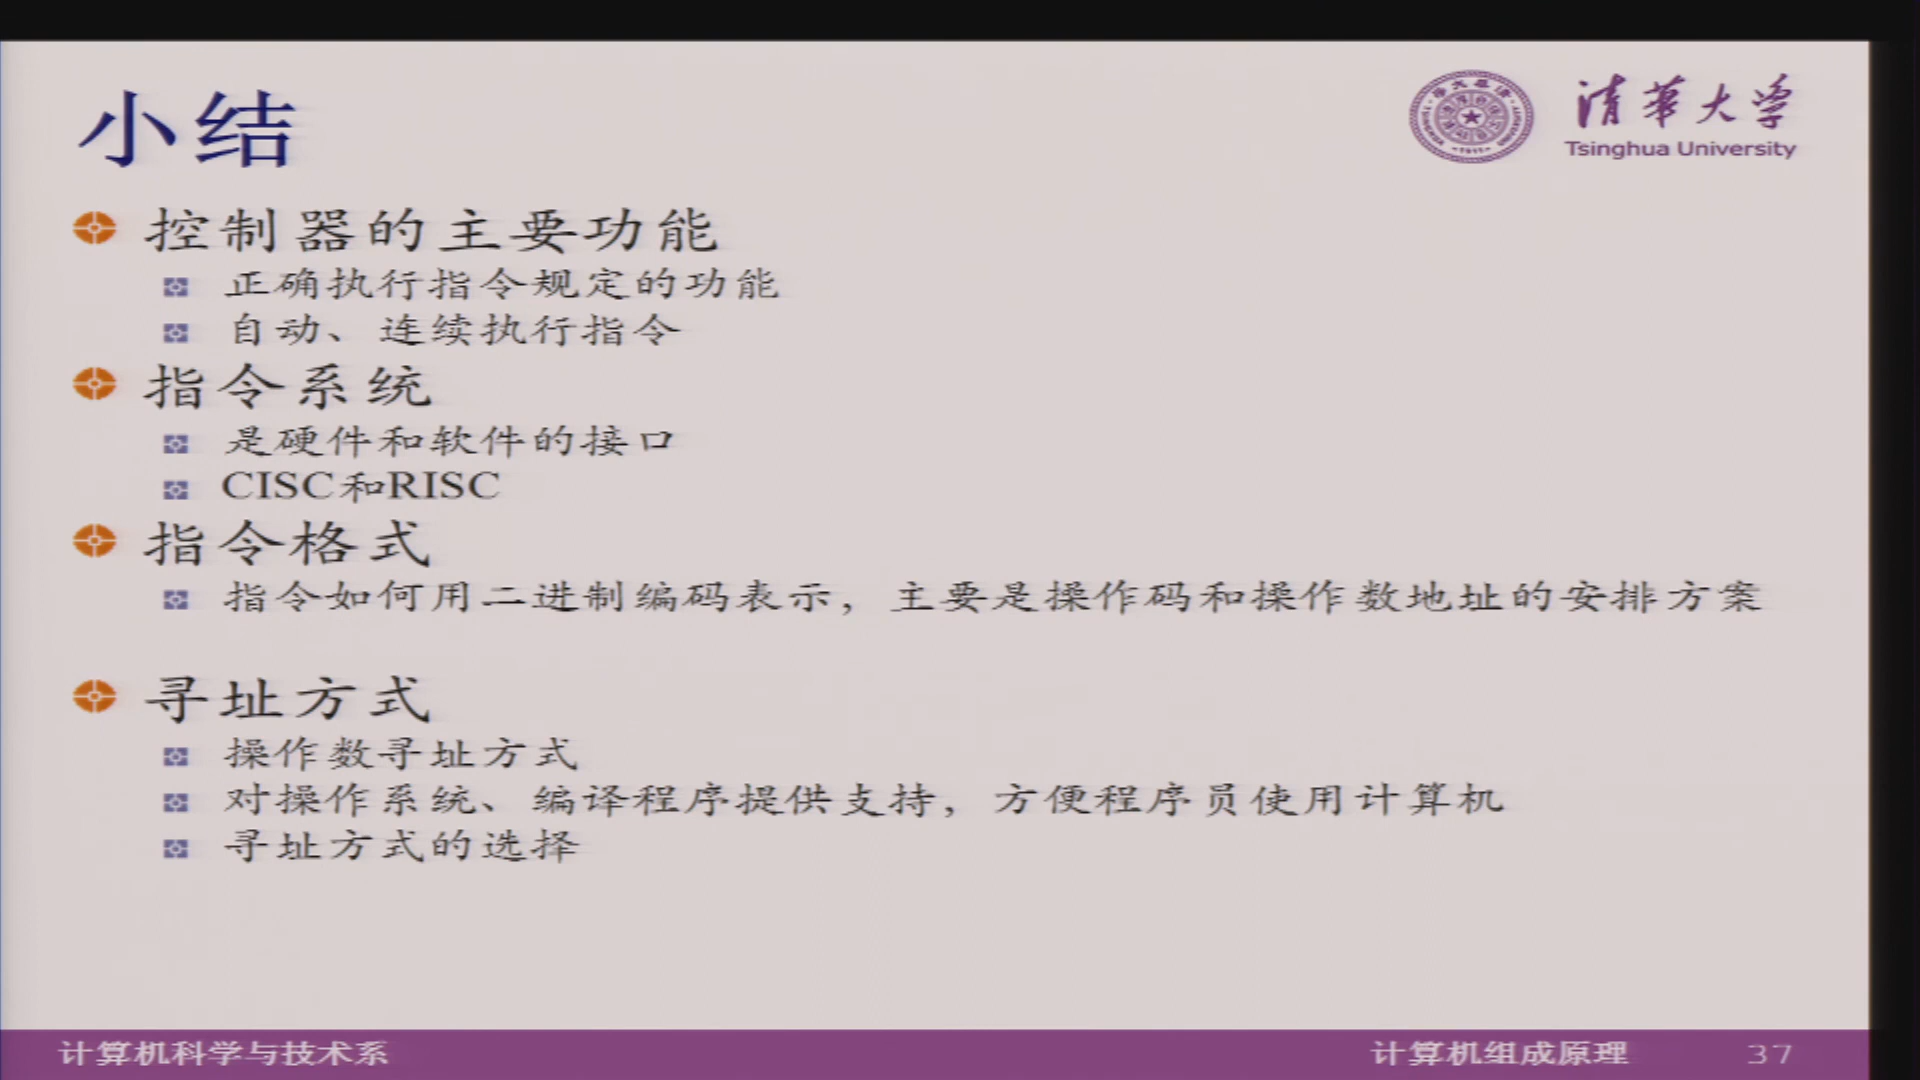 小结
清華大学
Tsinghua University
控制器的主要功能
正确执行指令规定的功能
自动、连续执行指令
指令系统
是硬件和软件的接口
CISC和RISC
指令格式
指令如何用二进制编码表示，主要是操作码和操作数地址的安排方案
寻址方式
操作数寻址方式
对操作系统、编译程序提供支持，方便程序员使用计算机
寻址方式的选择
计算机科学与技术系
计算机组成原理
37